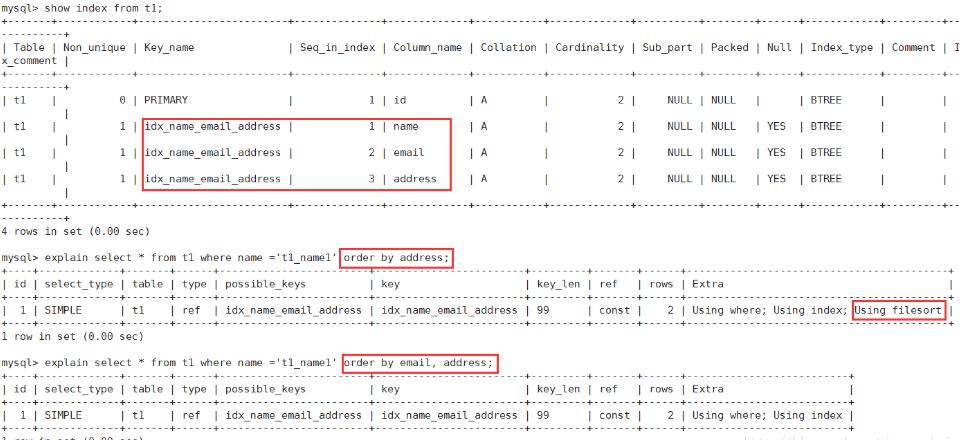 mysql> show index from t1;
+-------+------------+------------------------+--------------+-------------+-----------+-------------+----------+--------+------+------------+---------+--
----------+
| Table | Non_unique | Key_name | Seq_in_index | Column_name | Collation | Cardinality | Sub_part | Packed | Null | Index_type | Comment | I
x_comment |
+-------+------------+------------------------+--------------+-------------+-----------+-------------+----------+--------+------+------------+---------+--
----------+
| t1 | 0 | PRIMARY | 1 | id | A | 2 | NULL | NULL | | BTREE | |
|
| t1 | 1 | idx_name_email_address | 1 | name | A | 2 | NULL | NULL | YES | BTREE | |
|
| t1 | 1 | idx_name_email_address | 2 | email | A | 2 | NULL | NULL | YES | BTREE | |
|
| t1 | 1 | idx_name_email_address | 3 | address | A | 2 | NULL | NULL | YES | BTREE | |
|
+-------+------------+------------------------+--------------+-------------+-----------+-------------+----------+--------+------+------------+---------+--
----------+
4 rows in set (0.00 sec)
mysql> explain select * from t1 where name ='t1_name1' order by address;
+----+-------------+-------+------+------------------------+------------------------+---------+-------+------+------------------------------------------+
| id | select_type | table | type | possible_keys | key | key_len | ref | rows | Extra |
+----+-------------+-------+------+------------------------+------------------------+---------+-------+------+------------------------------------------+
| 1 | SIMPLE | t1 | ref | idx_name_email_address | idx_name_email_address | 99 | const | 2 | Using where; Using index; Using filesort |
+----+-------------+-------+------+------------------------+------------------------+---------+-------+------+------------------------------------------+
1 row in set (0.00 sec)
mysql> explain select * from t1 where name ='t1_name1' order by email, address;
+----+-------------+-------+------+------------------------+------------------------+---------+-------+------+--------------------------+
| id | select_type | table | type | possible_keys | key | key_len | ref | rows | Extra |
+----+-------------+-------+------+------------------------+------------------------+---------+-------+------+--------------------------+
| 1 | SIMPLE | t1 | ref | idx_name_email_address | idx_name_email_address | 99 | const | 2 | Using where; Using index |
+----+-------------+-------+------+------------------------+------------------------+---------+-------+------+--------------------------+
1 row in set (0.00 sec)